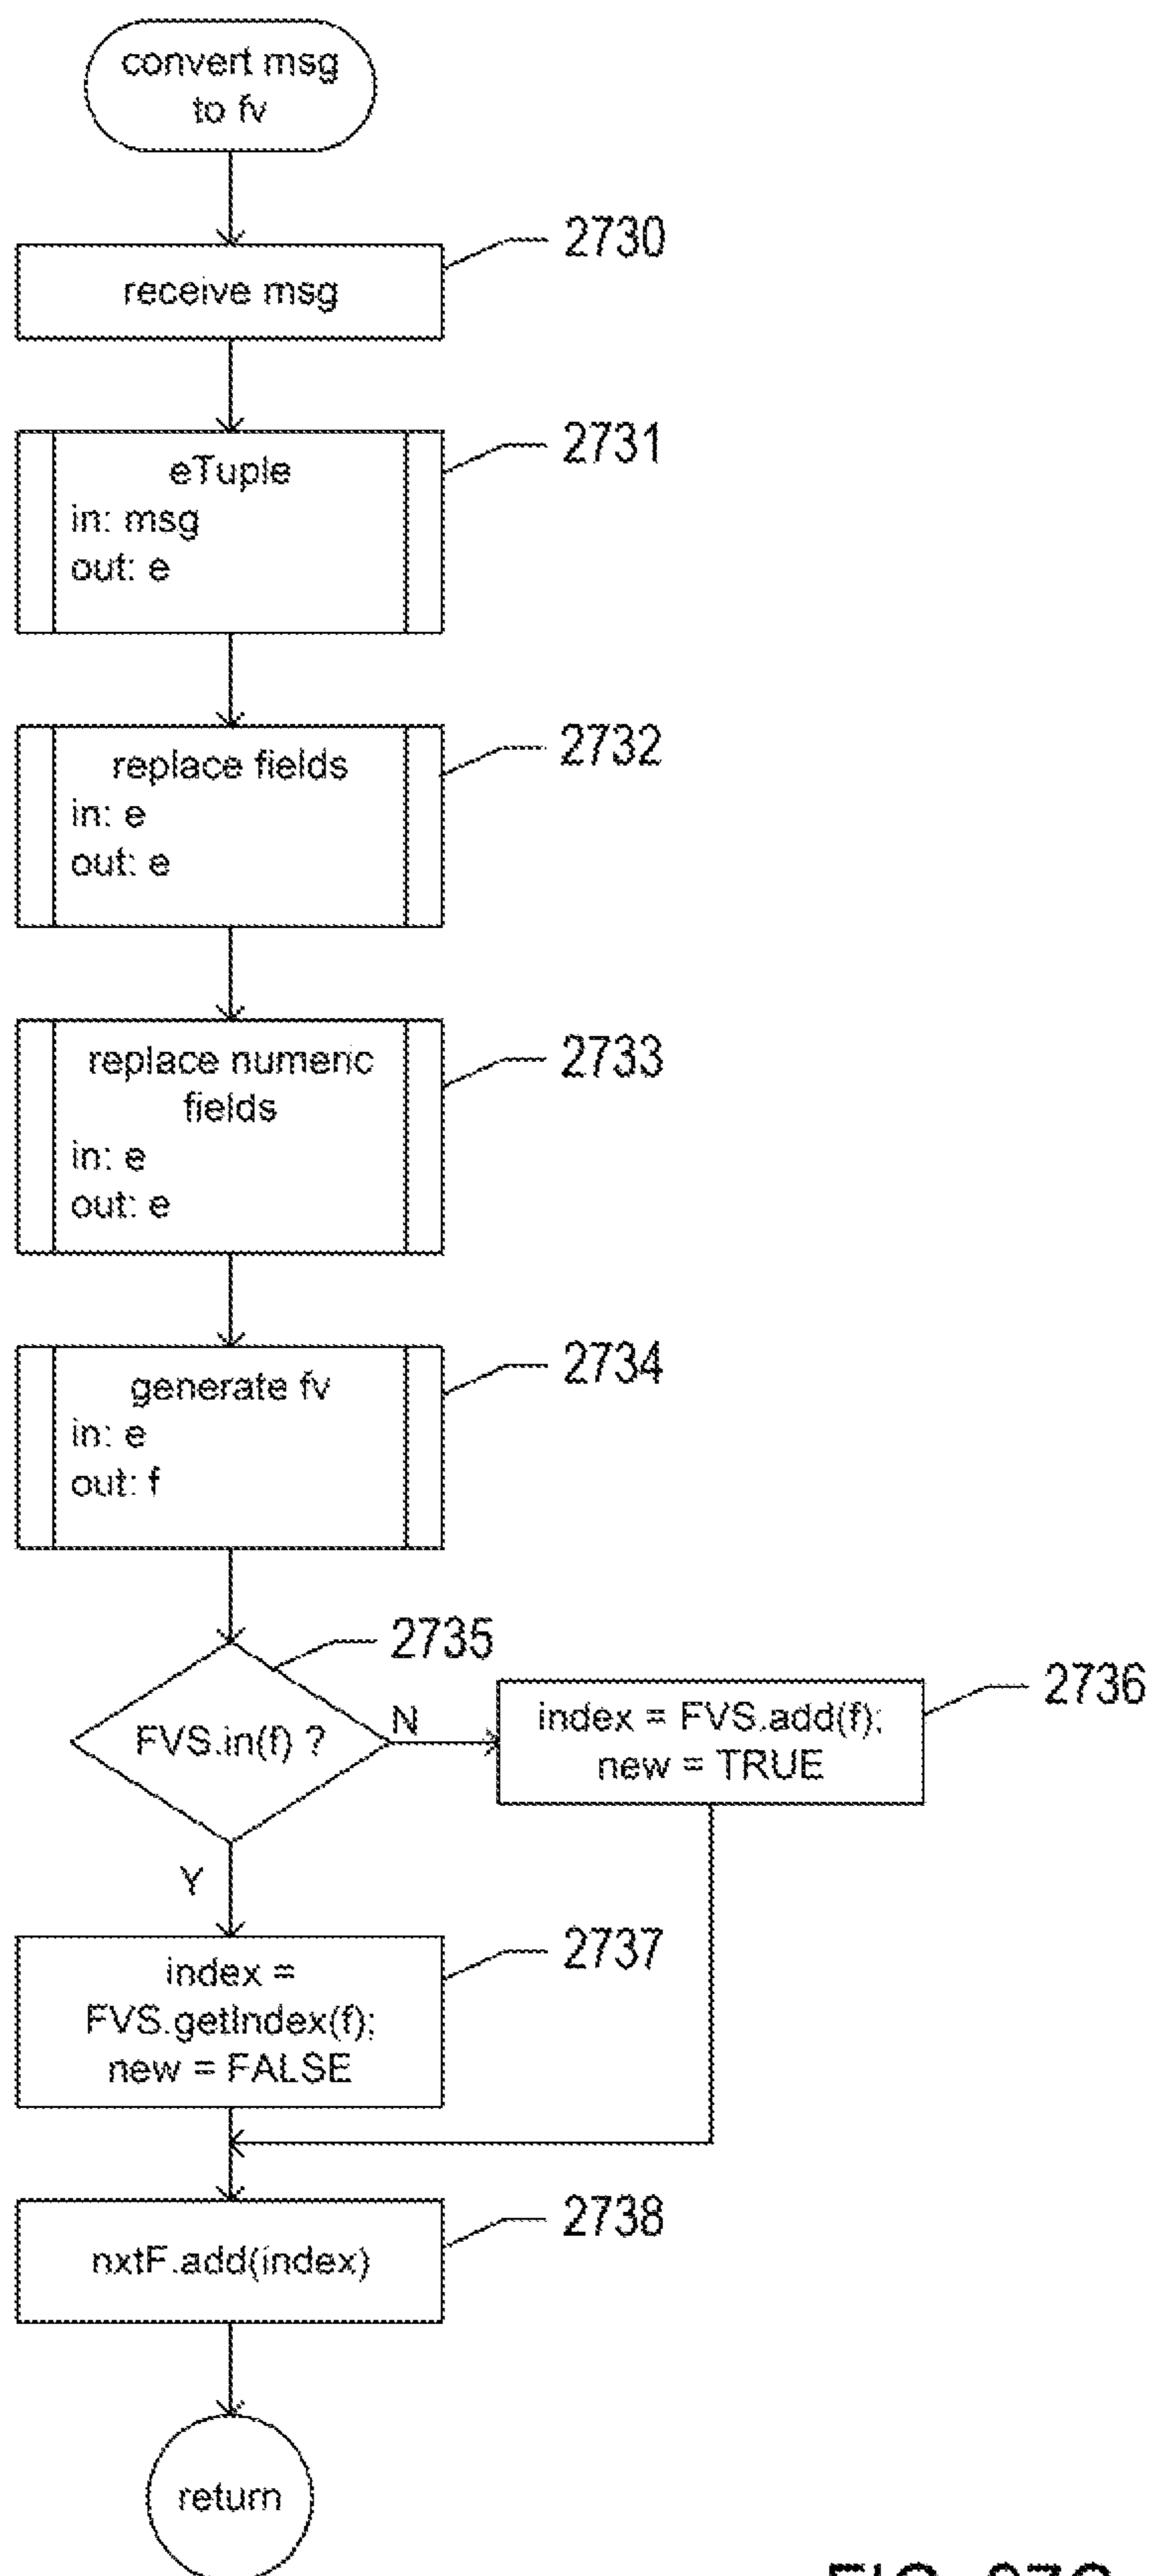 convert msg
to fv
2730
receive msg
2731
eTuple
in: msg
out: e
2732
replace fields
in: e
out: e
2733
replace numeric
fields
in: e
out: e
2734
generate fv
in: e
out: f
2735
FVS.in(f) ?
N
2736
index = FVS.add(f);
new = TRUE
Y
2737
index =
FVS.getIndex(f);
new = FALSE
2738
nxtF.add(index)
return